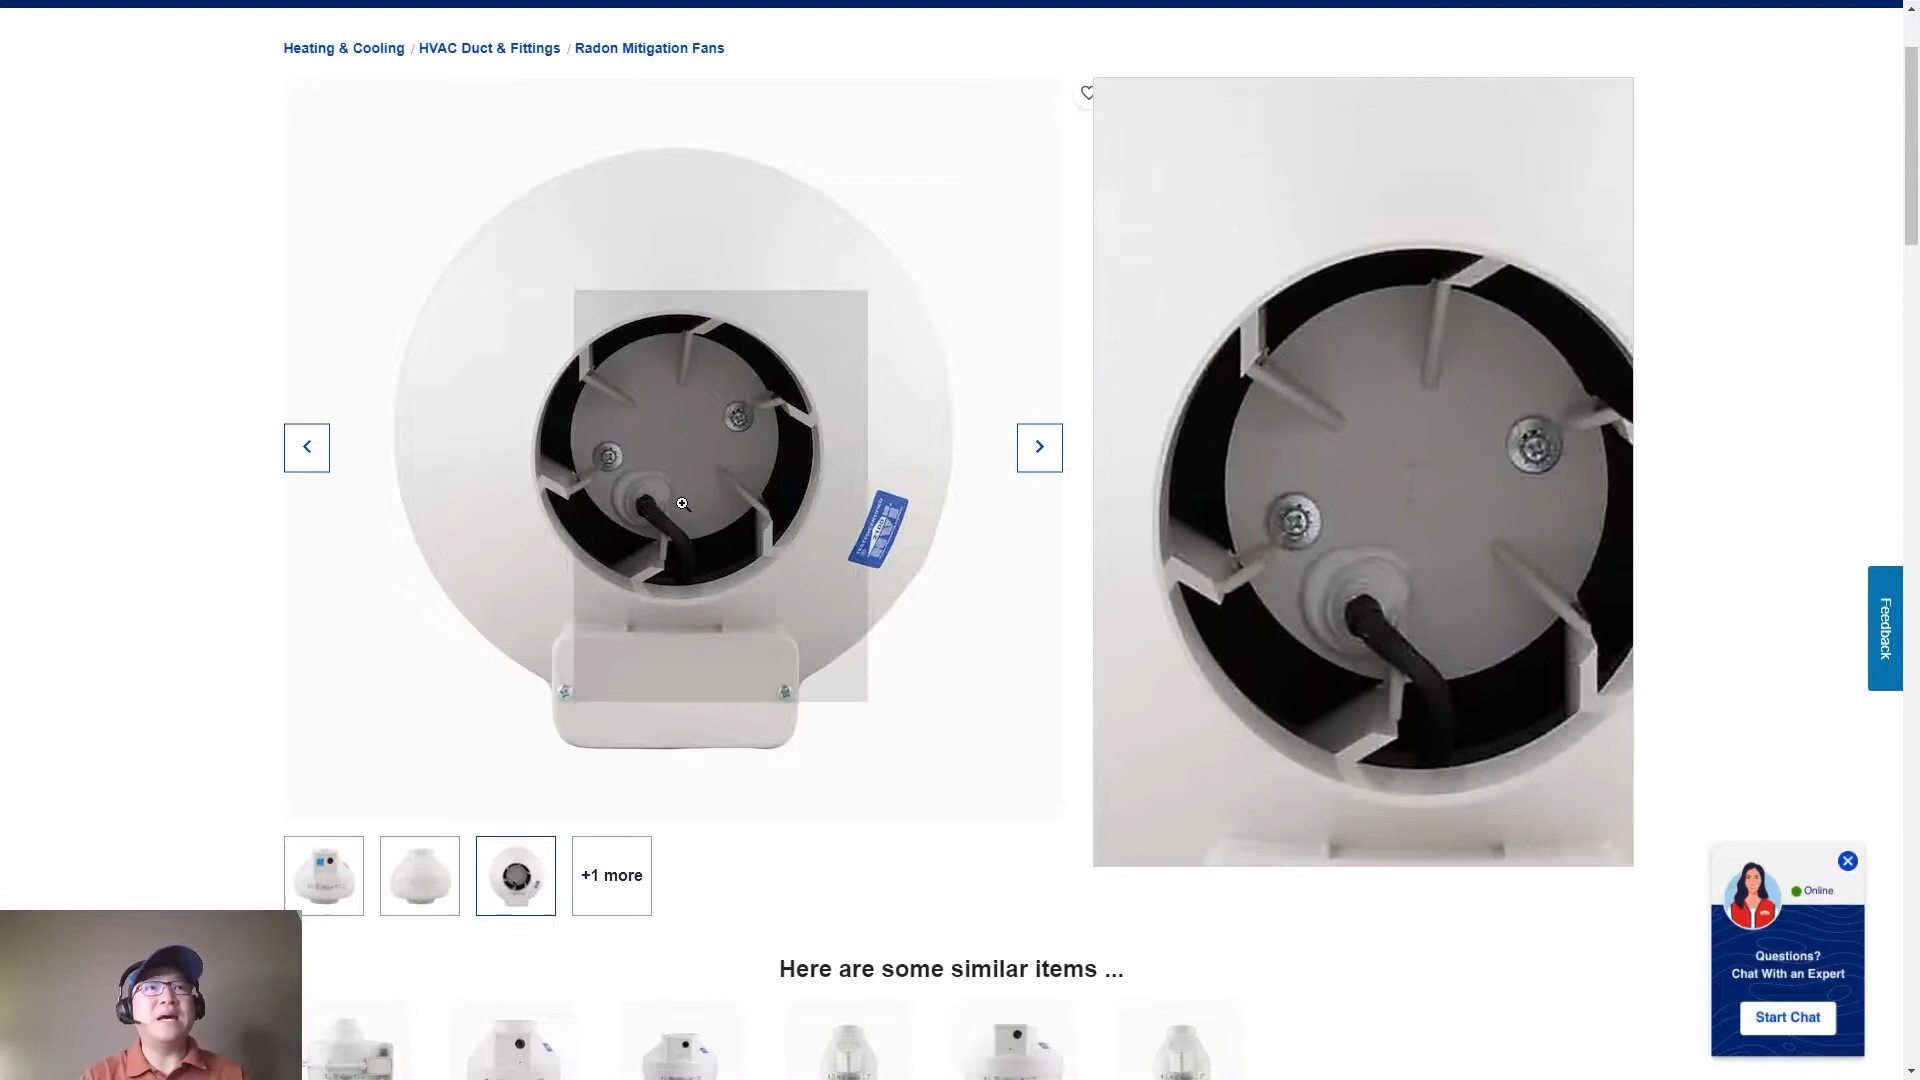 Heating & Cooling / HVAC Duct & Fittings / Radon Mitigation Fans
+1 more
Here are some similar items ...
Feedback
Online
Questions?
Chat With an Expert
Start Chat